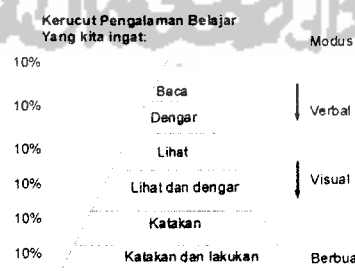 Kerucut Pengalaman Belajar
Yang kita ingat:
Modus
10%
Baca
10%
Dengar
Verbal
10%
Lihat
10%
Lihat dan dengar
Visual
10%
Katakan
10%
Katakan dan lakukan
Berbua